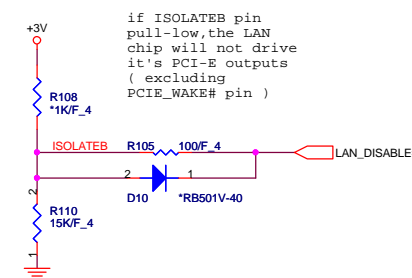 if ISOLATEB pin
pull-low,the LAN
chip will not drive
it's PCI-E outputs
( excluding
PCIE_WAKE# pin )
+3V
R108
*1K/F_4
ISOLATEB
R105
100/F_4
LAN_DISABLE
2
1
D10
*RB501V-40
2
R110
15K/F_4
1